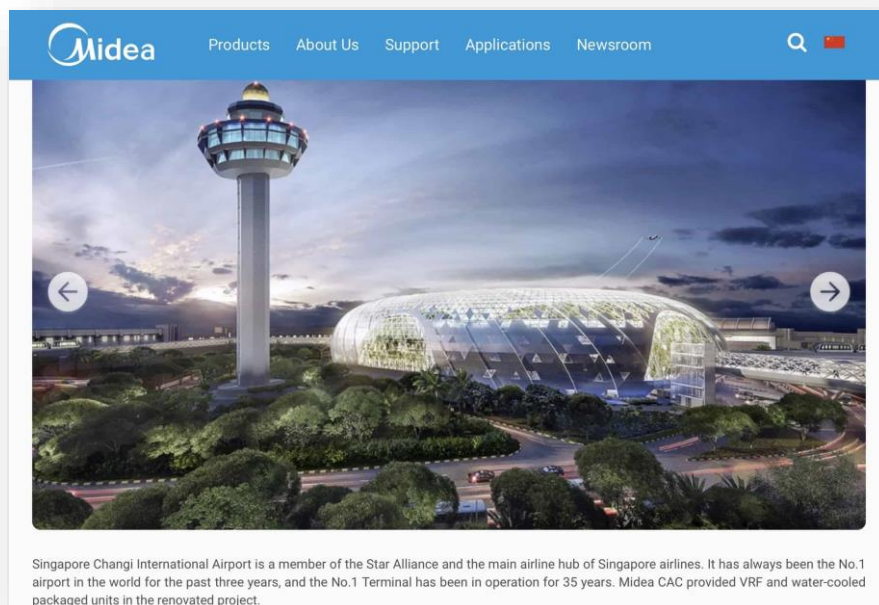 Midea Products About Us Support Applications Newsroom
Singapore Changi International Airport is a member of the Star Alliance and the main airline hub of Singapore airlines. It has always been the No.1
airport in the world for the past three years, and the No.1 Terminal has been in operation for 35 years. Midea CAC provided VRF and water-cooled
packaged units in the renovated project.